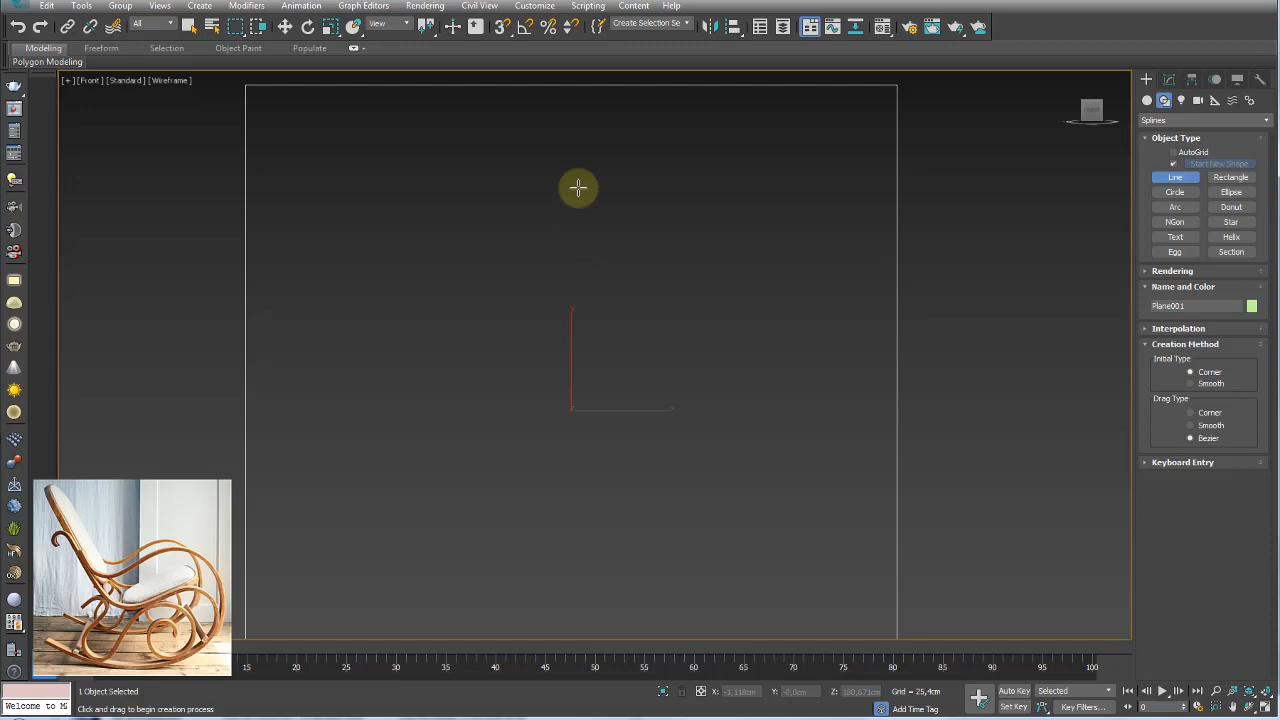 Edit Tools Group Views Create Modifiers Animation Graph Editors Rendering Civil View Customize Scripting Content Help
All View Create Selection Se
Modeling Freeform Selection Object Paint Populate
Polygon Modeling
[+] [Front] [Standard] [Wireframe]
Splines
Object Type
AutoGrid
Start New Shape
Line Rectangle
Circle Ellipse
Arc Donut
NGon Star
Text Helix
Egg Section
Rendering
Name and Color
Plane001
Interpolation
Creation Method
Initial Type
Corner
Smooth
Drag Type
Corner
Smooth
Bezier
Keyboard Entry
15 20 25 30 35 40 45 50 55 60 65 70 75 80 85 90 95 100
1 Object Selected X: -3,118cm Y: -0,0cm Z: 180,671cm Grid = 25,4cm Auto Key Selected
Welcome to M Click and drag to begin creation process Add Time Tag Set Key Key Filters... 0